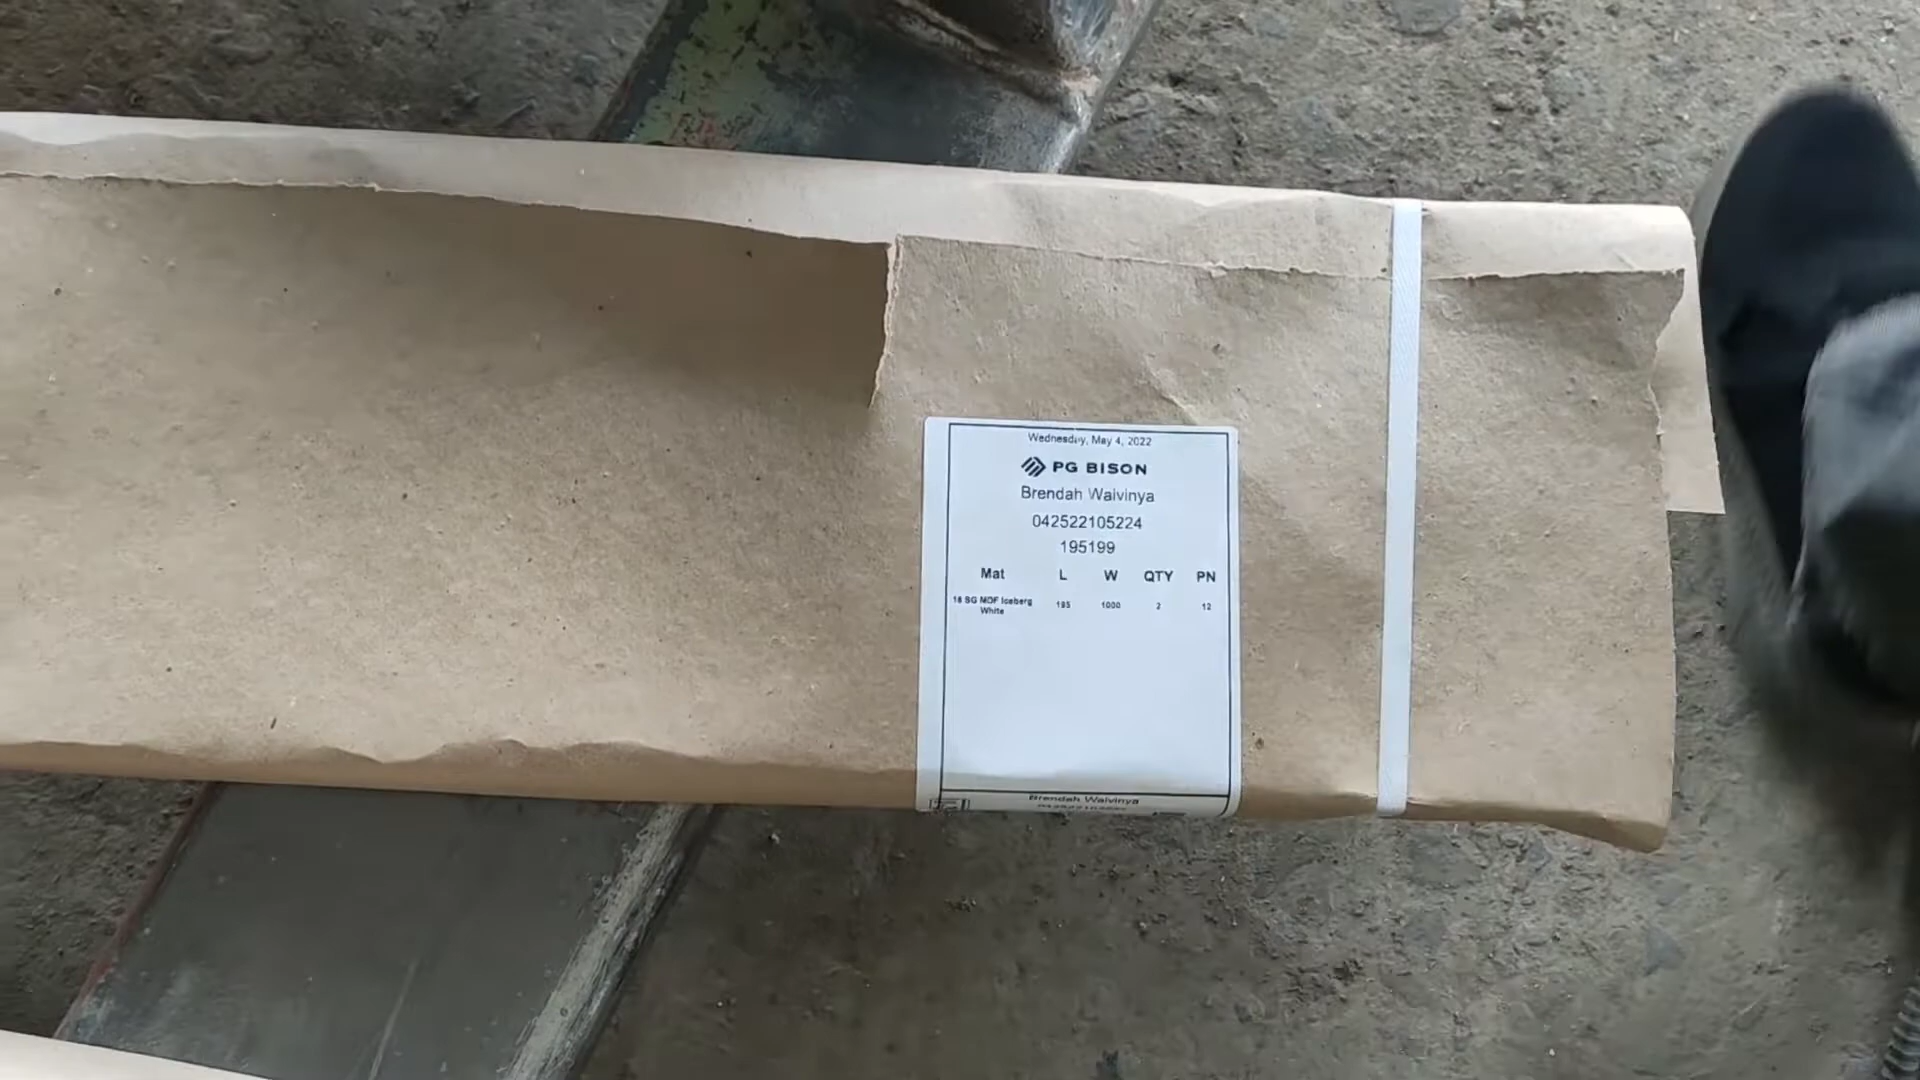 Wednesday, May 4, 2022
PG BISON
Brendah Waivinya
042522105224
195199
Mat L W QTY PN
16 SG MDF Iceberg 195 1000 2 12
White
Brendah Waivinya